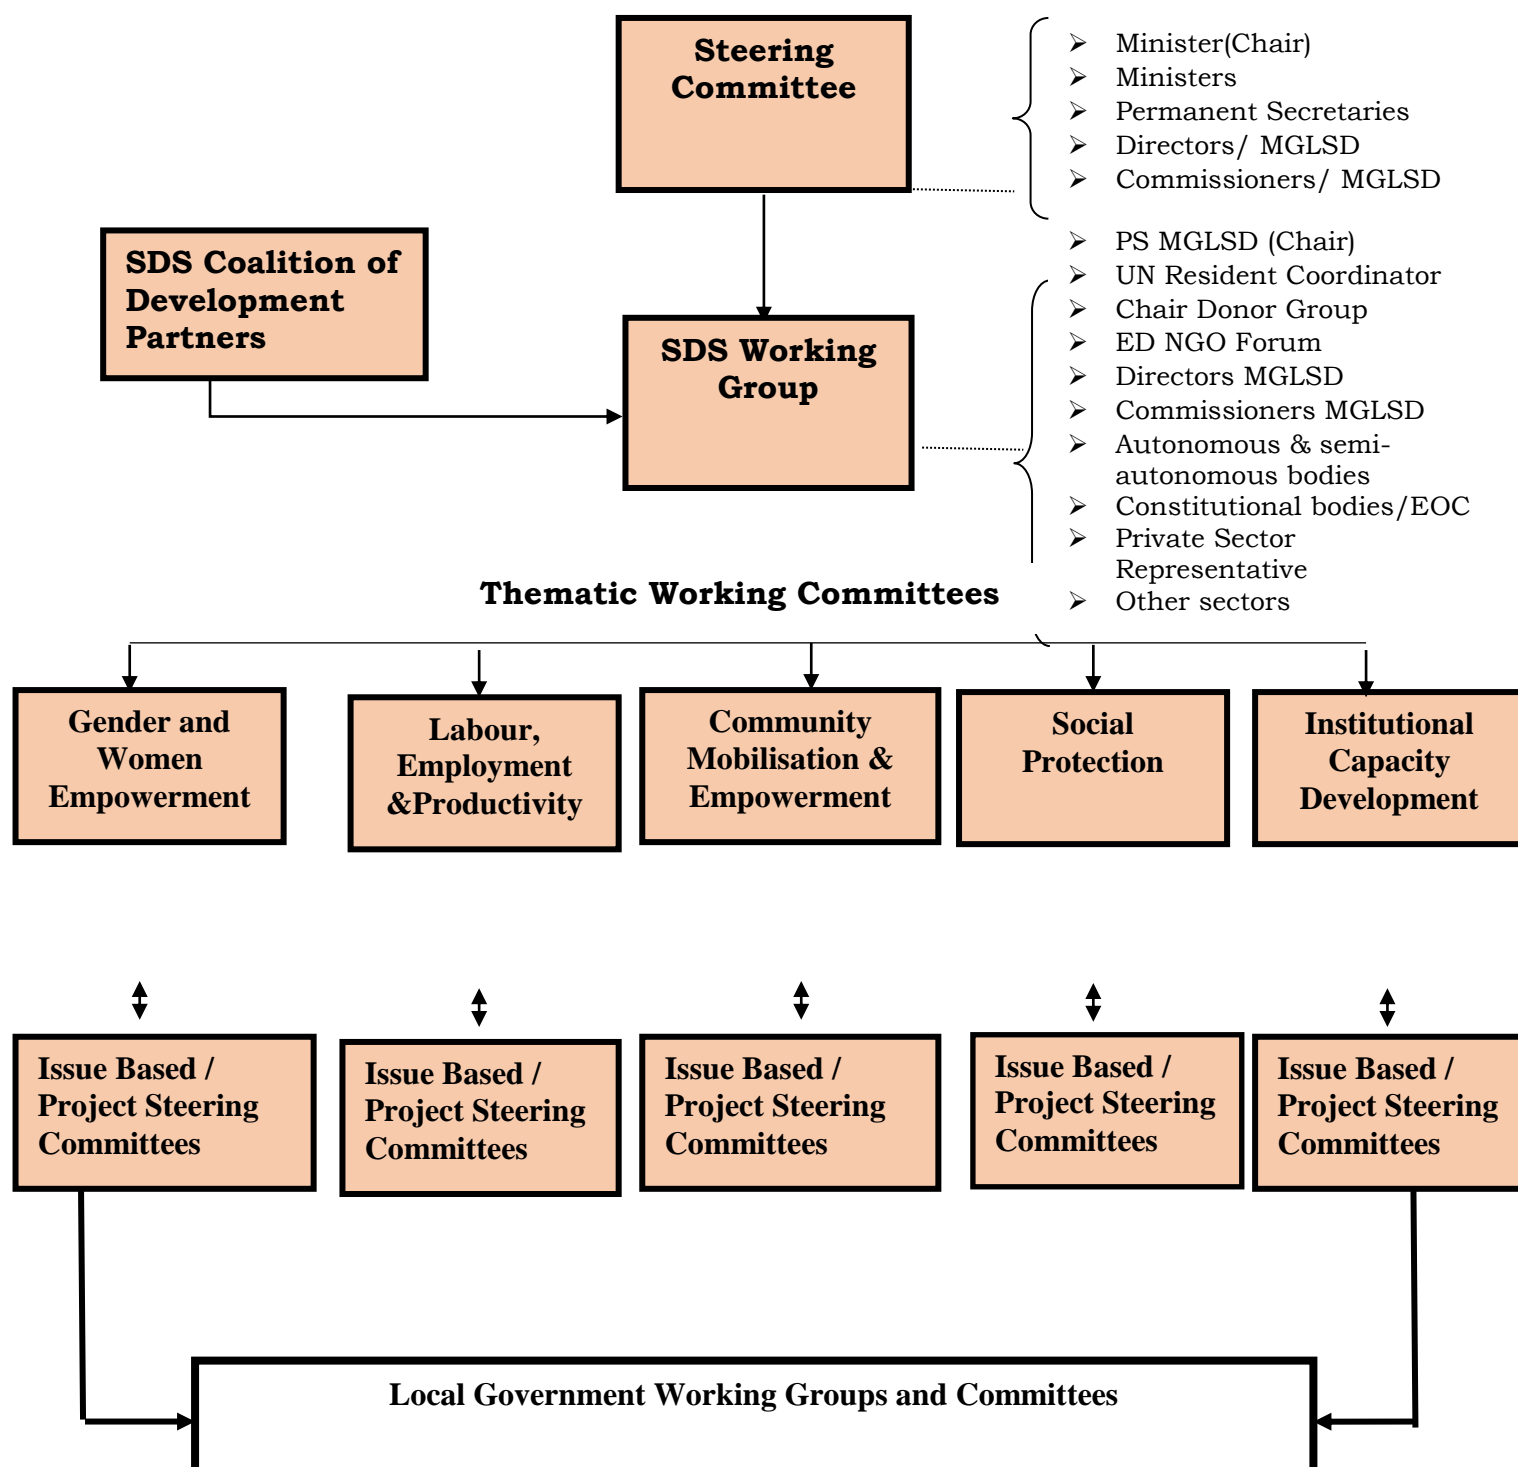 Steering
Committee
Minister(Chair)
Ministers
Permanent Secretaries
Directors/ MGLSD
Commissioners/ MGLSD
SDS Coalition of
Development
Partners
SDS Working
Group
PS MGLSD (Chair)
UN Resident Coordinator
Chair Donor Group
ED NGO Forum
Directors MGLSD
Commissioners MGLSD
Autonomous & semi-
autonomous bodies
Constitutional bodies/EOC
Private Sector
Representative
Other sectors
Thematic Working Committees
Gender and
Women
Empowerment
Labour,
Employment
&Productivity
Community
Mobilisation &
Empowerment
Social
Protection
Institutional
Capacity
Development
Issue Based /
Project Steering
Committees
Issue Based /
Project Steering
Committees
Issue Based /
Project Steering
Committees
Issue Based /
Project Steering
Committees
Issue Based /
Project Steering
Committees
Local Government Working Groups and Committees